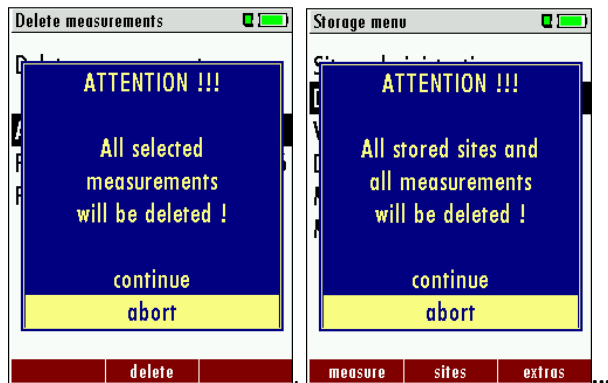 Delete measurements
ATTENTION !!!
All selected
measurements
will be deleted !
continue
abort
delete
Storage menu
ATTENTION !!!
All stored sites and
all measurements
will be deleted !
continue
abort
measure sites extras